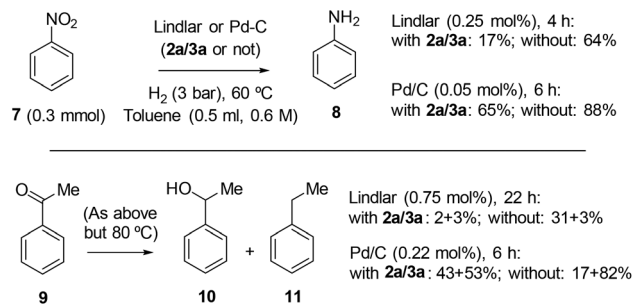 NO₂
7 (0.3 mmol)
Lindlar or Pd-C
(2a/3a or not)
H₂ (3 bar), 60 ºC
Toluene (0.5 ml, 0.6 M)
NH₂
8
Lindlar (0.25 mol%), 4 h:
with 2a/3a: 17%; without: 64%
Pd/C (0.05 mol%), 6 h:
with 2a/3a: 65%; without: 88%
O
Me
9
(As above
but 80 ºC)
HO
Me
10
+
Me
11
Lindlar (0.75 mol%), 22 h:
with 2a/3a: 2+3%; without: 31+3%
Pd/C (0.22 mol%), 6 h:
with 2a/3a: 43+53%; without: 17+82%